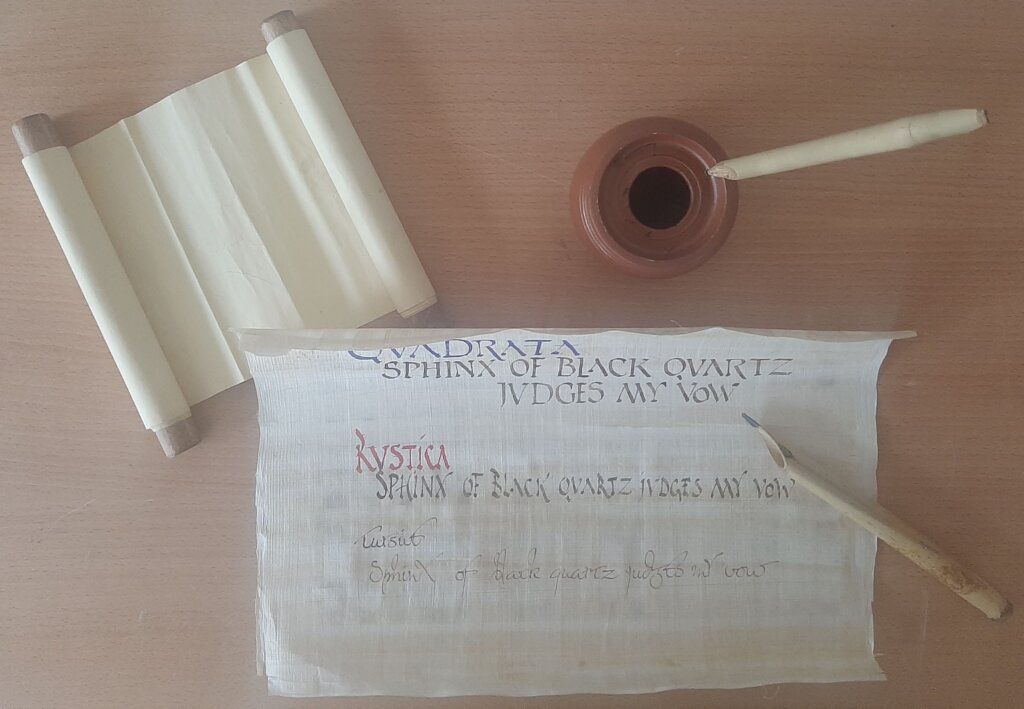 QVADRATA
SPHINX OF BLACK QVARTZ
JVDGES MY VOW
RVSTICA
SPHINX OF BLACK QVARTZ JVDGES MY VOW
Cursiv
Sphinx of black quartz judges my vow